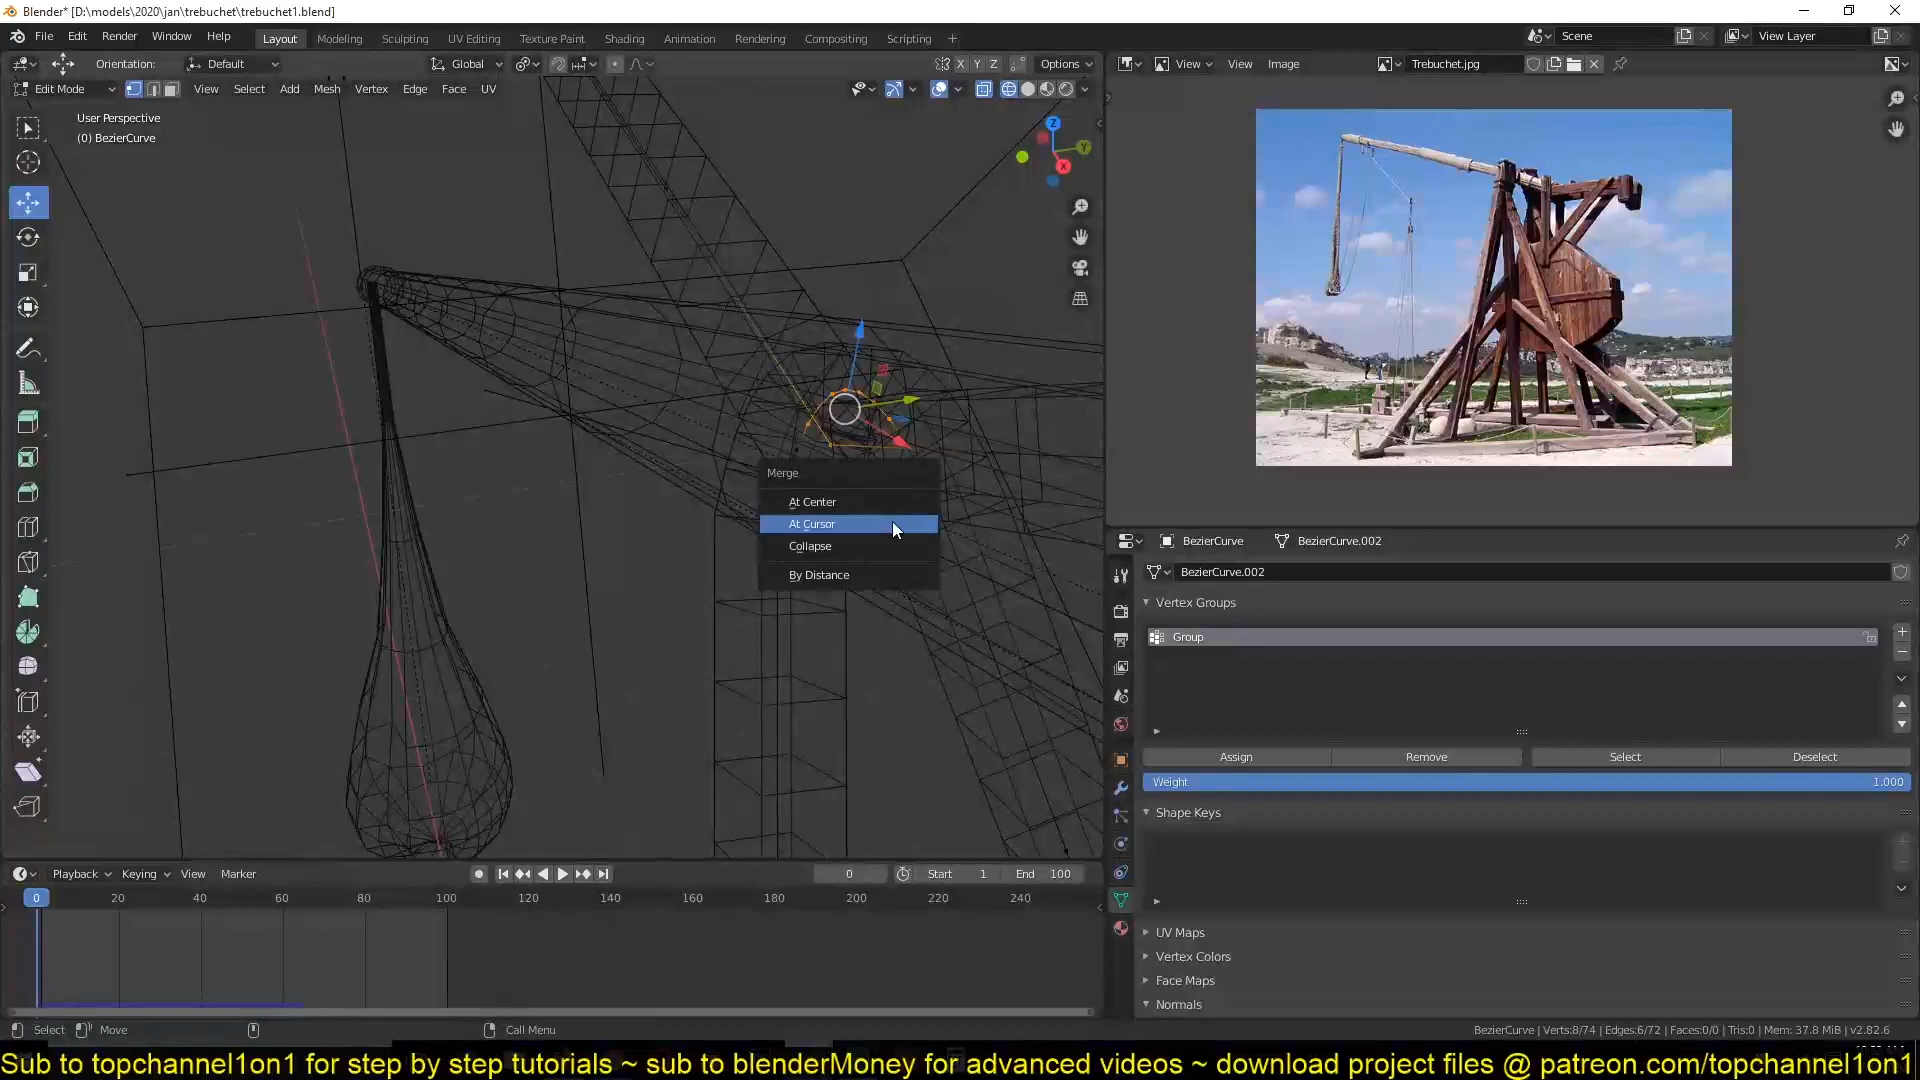 Blender* [D:\models\2020\jan\trebuchet\trebuchet1.blend]
File Edit Render Window Help Layout Modeling Sculpting UV Editing Texture Paint Shading Animation Rendering Compositing Scripting + Scene View Layer
Orientation: Default Global X Y Z Options View View Image Trebuchet.jpg
Edit Mode View Select Add Mesh Vertex Edge Face UV
User Perspective
(0) BezierCurve
Z
Y
X
Merge
At Center
At Cursor
Collapse
By Distance
BezierCurve BezierCurve.002
BezierCurve.002
Vertex Groups
Group
Assign Remove Select Deselect
Weight 1.000
Shape Keys
UV Maps
Vertex Colors
Face Maps
Normals
Playback Keying View Marker 0 Start 1 End 100
0 20 40 60 80 100 120 140 160 180 200 220 240
Select Move Call Menu BezierCurve | Verts:8/74 | Edges:6/72 | Faces:0/0 | Tris:0 | Mem: 37.8 MiB | v2.82.6
Sub to topchannel1on1 for step by step tutorials ~ sub to blenderMoney for advanced videos ~ download project files @ patreon.com/topchannel1on1